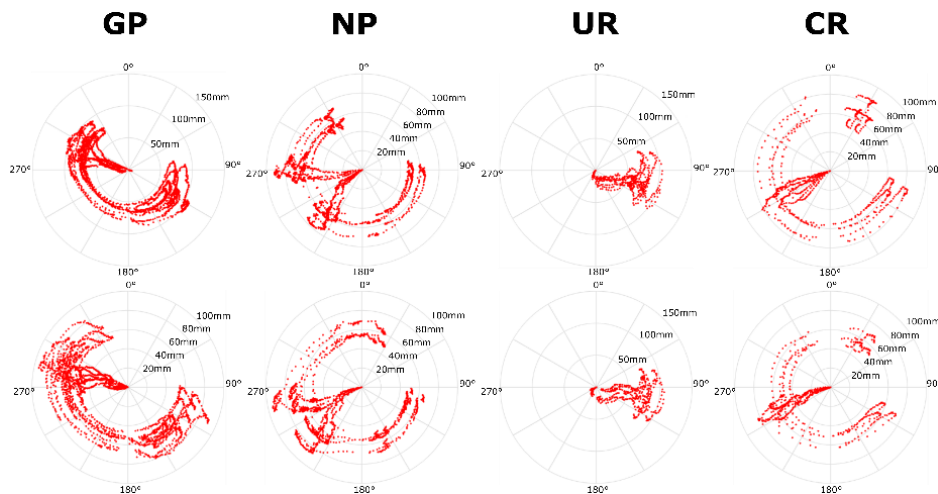 GP NP UR CR
0° 0° 0° 0°
150mm 100mm 150mm 100mm
100mm 80mm 100mm 80mm
50mm 60mm 50mm 60mm
40mm 40mm
20mm 20mm
270° 90° 270° 90° 270° 90° 270° 90
180° 180° 180° 180°
0° 0° 0° 0°
100mm 100mm 150mm 100mm
80mm 80mm 100mm 80mm
60mm 60mm 50mm 60mm
40mm 40mm 40mm
20mm 20mm 20mm
270° 90° 270° 90° 270° 90° 270° 90
180° 180° 180° 180°